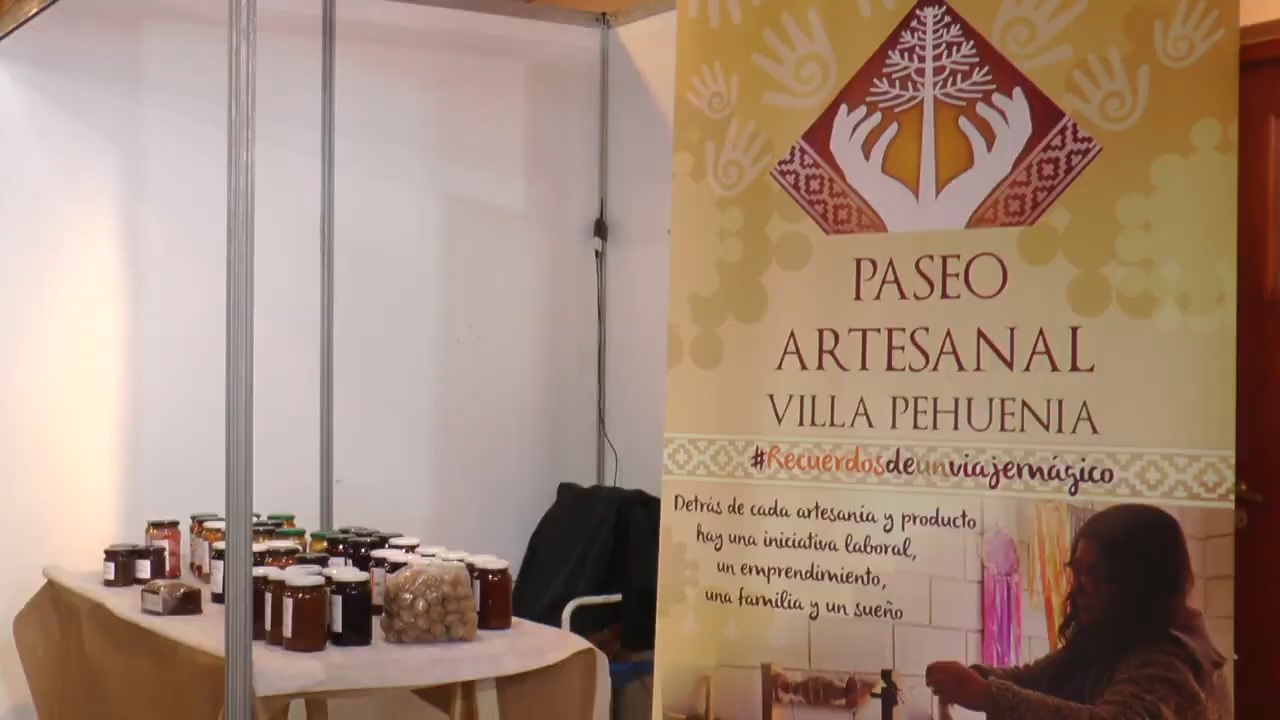 PASEO
ARTESANAL
VILLA PEHUENIA
#Recuerdosdeunviajemágico
Detrás de cada artesanía y producto
hay una iniciativa laboral,
un emprendimiento,
una familia y un sueño